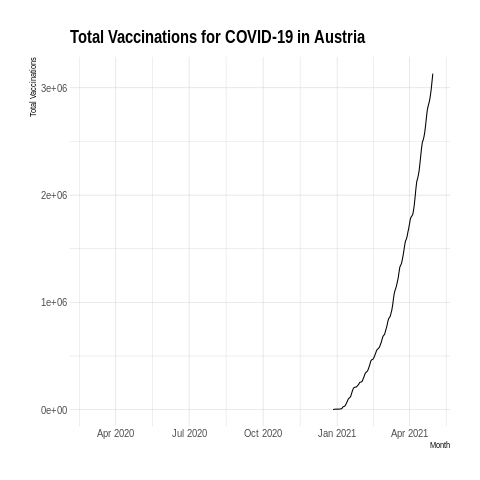 Total Vaccinations for COVID-19 in Austria
Total Vaccinations
3e+06
2e+06
1e+06
0e+00
Apr 2020 Jul 2020 Oct 2020 Jan 2021 Apr 2021
Month